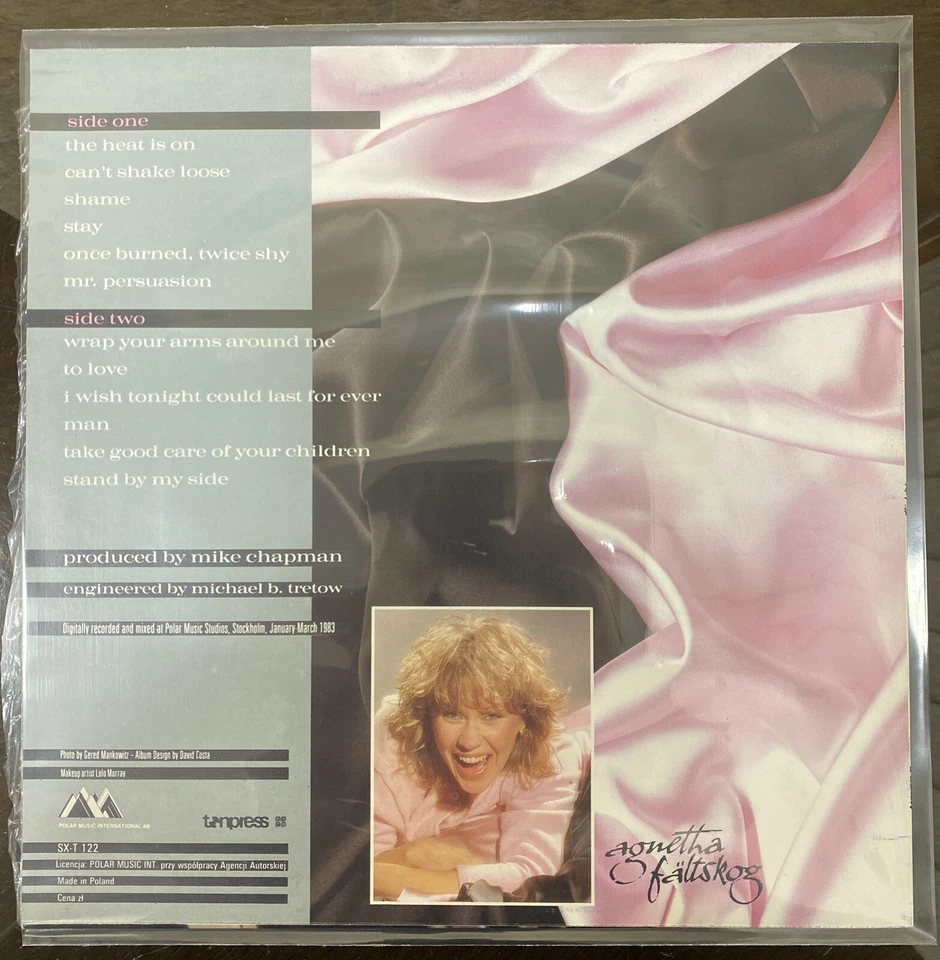 side one
the heat is on
can't shake loose
shame
stay
once burned, twice shy
mr. persuasion
side two
wrap your arms around me
to love
i wish tonight could last for ever
man
take good care of your children
stand by my side
produced by mike chapman
engineered by michael b. tretow
Digitally recorded and mixed at Polar Music Studios, Stockholm, January-March 1983
Photo by Gered Mankowitz - Album Design by David Costa
Makeup artist Lolo Murray
POLAR MUSIC INTERNATIONAL AB
tonpress
SX-T 122
Licencja: POLAR MUSIC INT. przy współpracy Agencji Autorskiej
Made in Poland
Cena zł
agnetha
fältskog